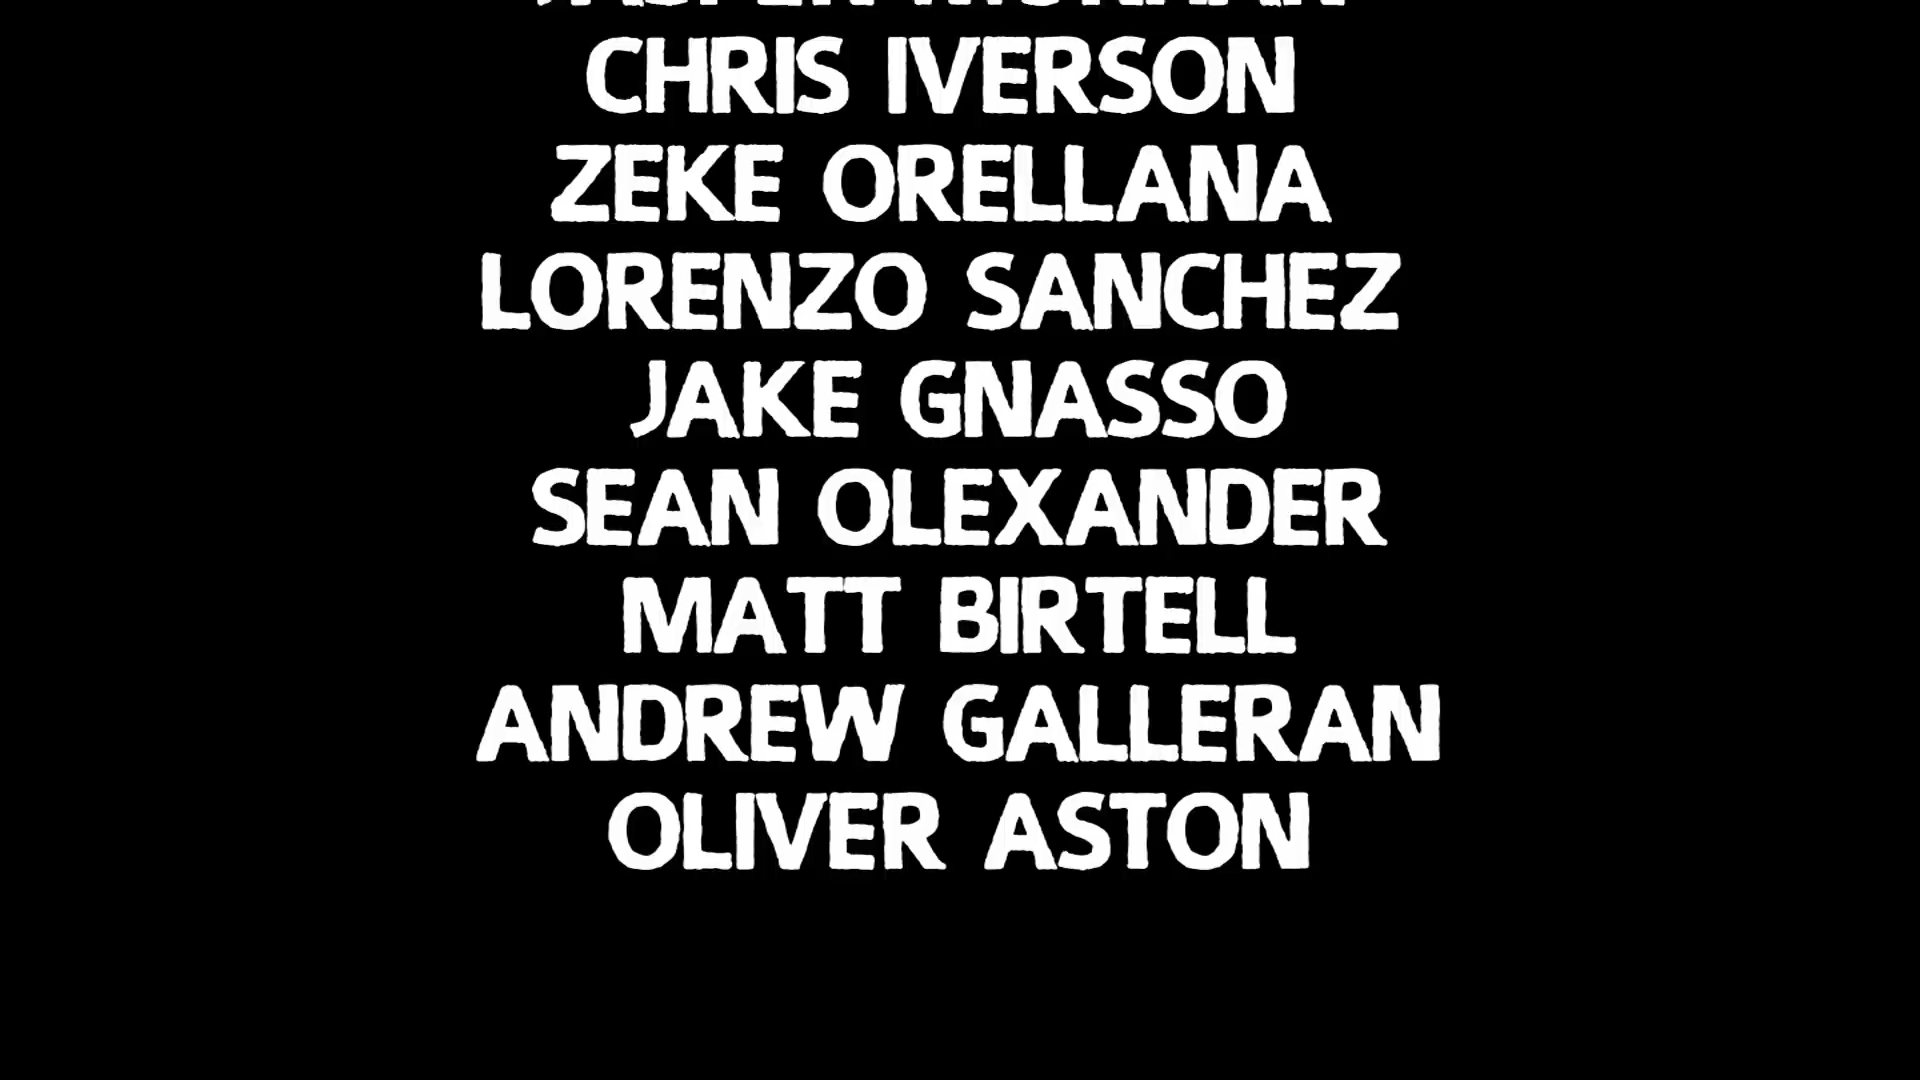 CHRIS IVERSON
ZEKE ORELLANA
LORENZO SANCHEZ
JAKE GNASSO
SEAN OLEXANDER
MATT BIRTELL
ANDREW GALLERAN
OLIVER ASTON